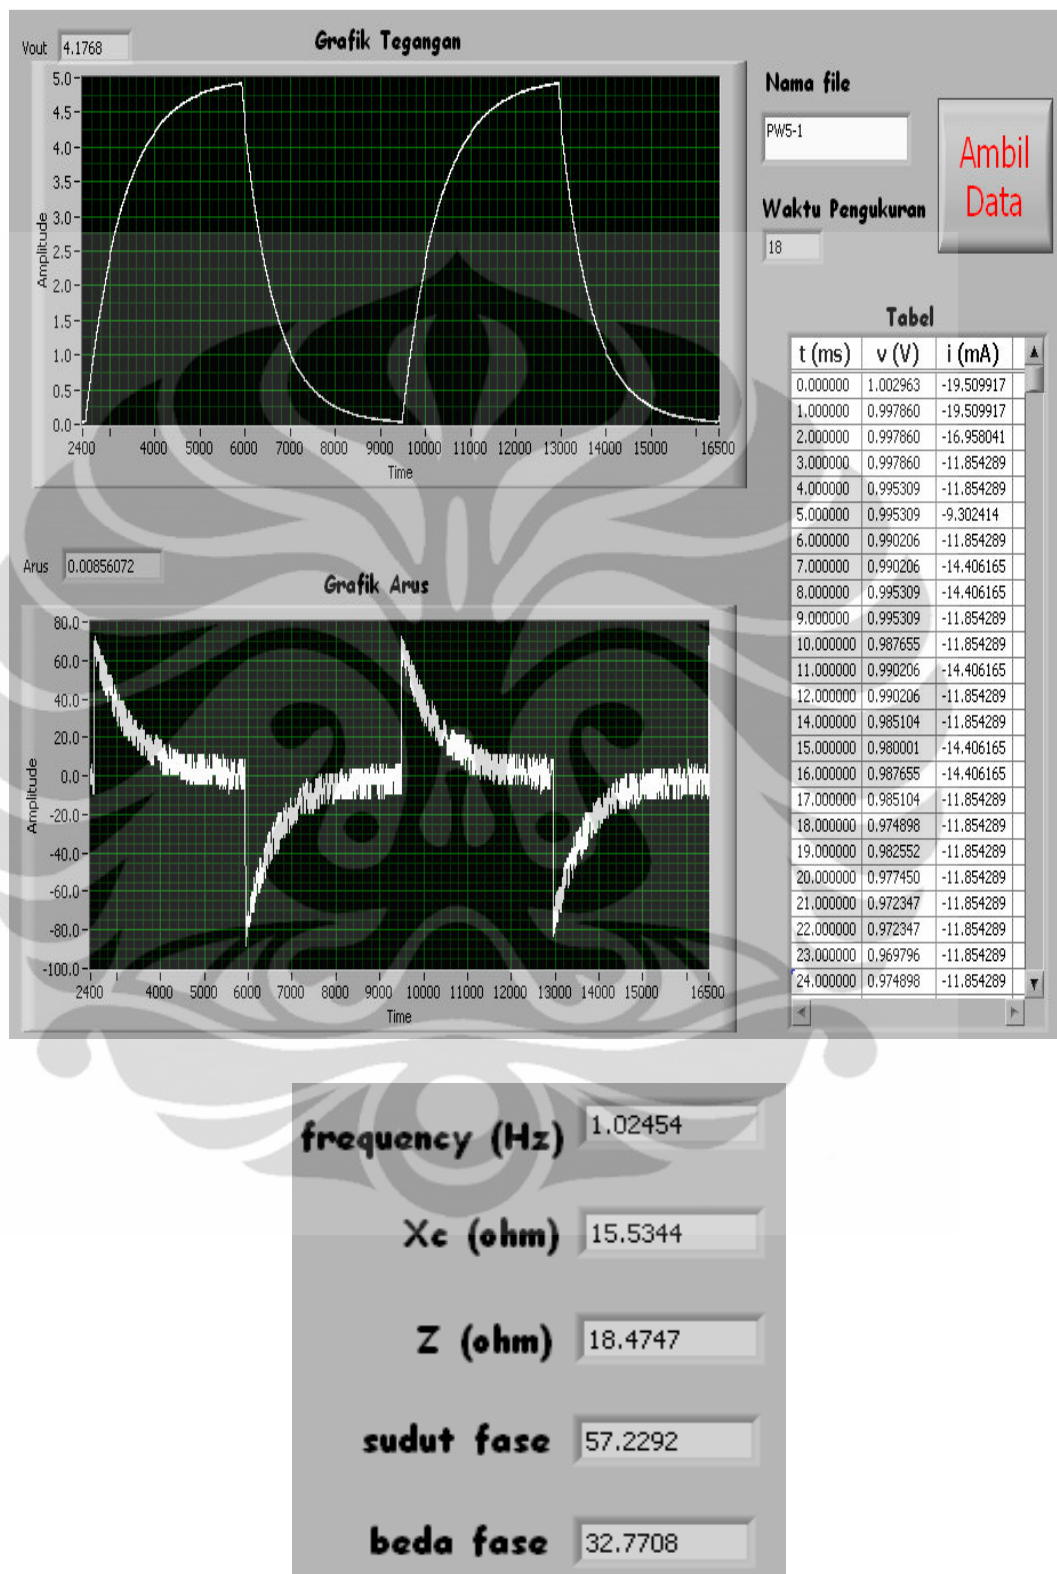 Vout 4.1768
Grafik Tegangan
5.0
4.5
4.0
3.5
3.0
2.5
2.0
1.5
1.0
0.5
0.0
Amplitude
2400 4000 5000 6000 7000 8000 9000 10000 11000 12000 13000 14000 15000 16500
Time
Nama file
PW5-1
Ambil
Data
Waktu Pengukuran
18
Arus 0.00856072
Grafik Arus
80.0
60.0
40.0
20.0
0.0
-20.0
-40.0
-60.0
-80.0
-100.0
Amplitude
2400 4000 5000 6000 7000 8000 9000 10000 11000 12000 13000 14000 15000 16500
Time
Tabel
t (ms) v (V) i (mA)
0.000000 1.002963 -19.509917
1.000000 0.997860 -19.509917
2.000000 0.997860 -16.958041
3.000000 0.997860 -11.854289
4.000000 0.995309 -11.854289
5.000000 0.995309 -9.302414
6.000000 0.990206 -11.854289
7.000000 0.990206 -14.406165
8.000000 0.995309 -14.406165
9.000000 0.995309 -11.854289
10.000000 0.987655 -11.854289
11.000000 0.990206 -14.406165
12.000000 0.990206 -11.854289
14.000000 0.985104 -11.854289
15.000000 0.980001 -14.406165
16.000000 0.987655 -14.406165
17.000000 0.985104 -11.854289
18.000000 0.974898 -11.854289
19.000000 0.982552 -11.854289
20.000000 0.977450 -11.854289
21.000000 0.972347 -11.854289
22.000000 0.972347 -11.854289
23.000000 0.969796 -11.854289
24.000000 0.974898 -11.854289
frequency (Hz) 1.02454
Xc (ohm) 15.5344
Z (ohm) 18.4747
sudut fase 57.2292
beda fase 32.7708